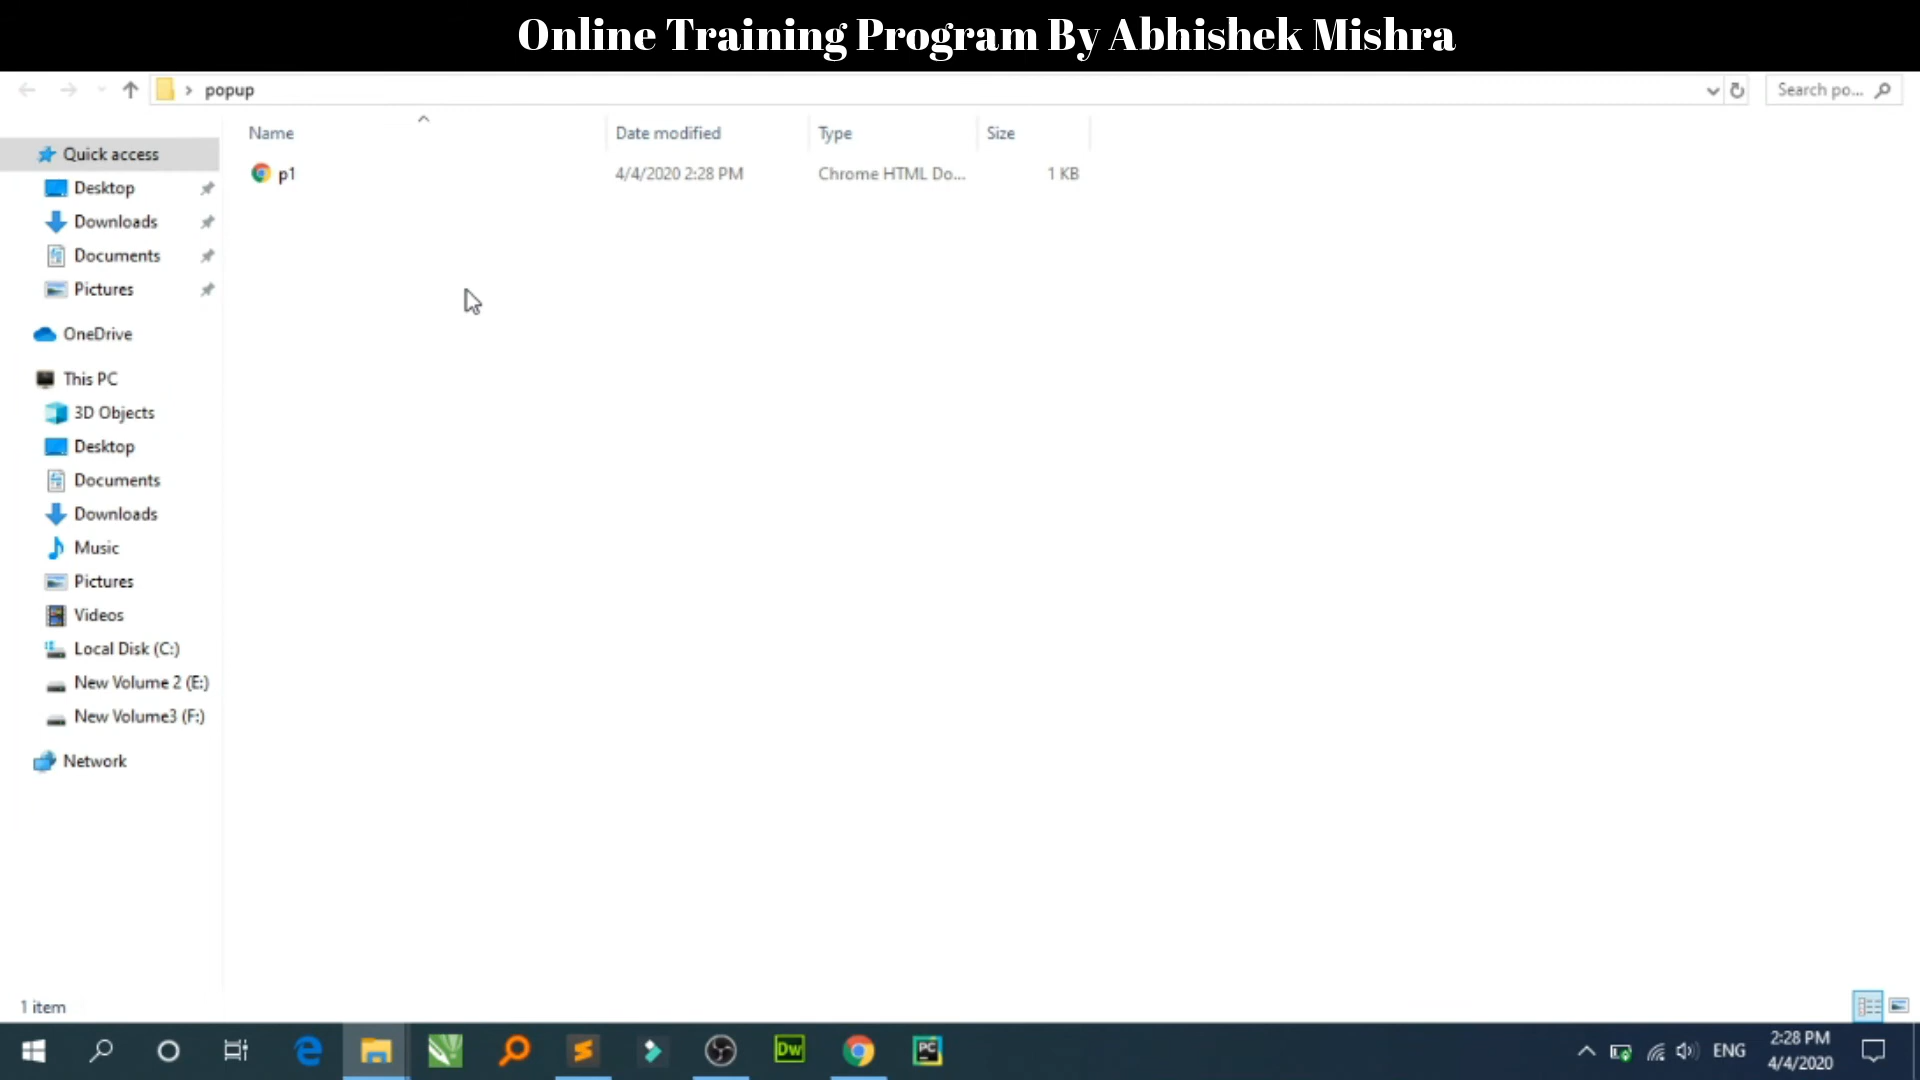 Online Training Program By Abhishek Mishra
popup
Search po...
Name Date modified Type Size
p1 4/4/2020 2:28 PM Chrome HTML Do... 1 KB
Quick access
Desktop
Downloads
Documents
Pictures
OneDrive
This PC
3D Objects
Desktop
Documents
Downloads
Music
Pictures
Videos
Local Disk (C:)
New Volume 2 (E:)
New Volume3 (F:)
Network
1 item
Dw
PC
ENG
2:28 PM
4/4/2020